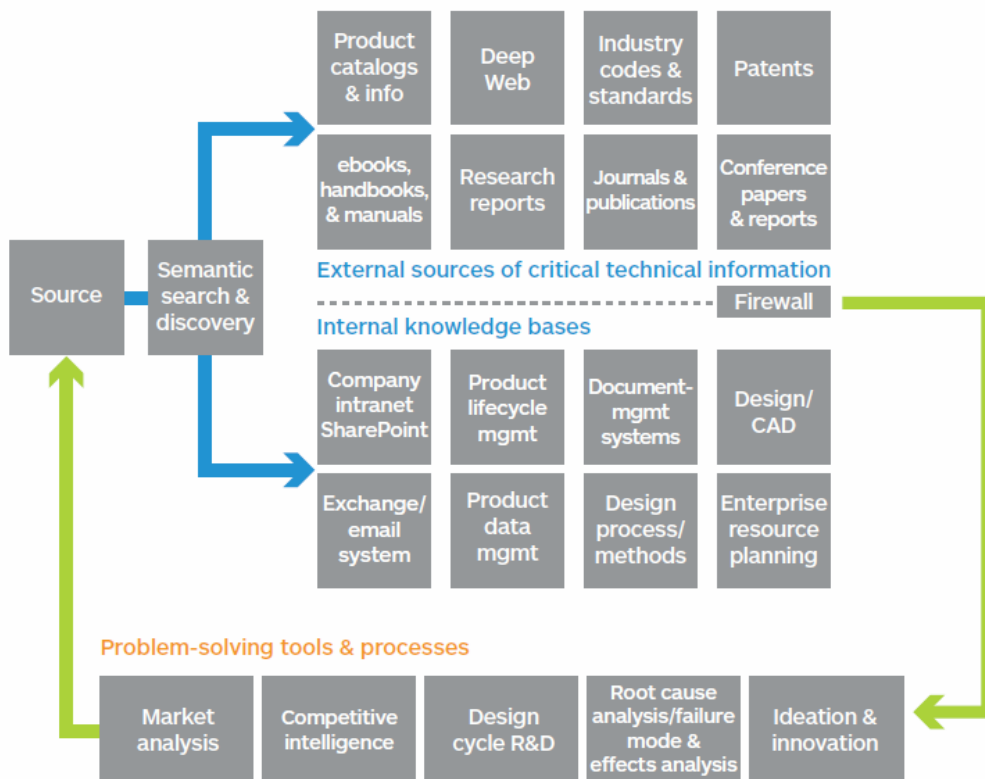 Product
catalogs
& info
Deep
Web
Industry
codes &
standards
Patents
ebooks,
handbooks,
& manuals
Research
reports
Journals &
publications
Conference
papers
& reports
Source
Semantic
search &
discovery
External sources of critical technical information
Firewall
Internal knowledge bases
Company
intranet
SharePoint
Product
lifecycle
mgmt
Document-
mgmt
systems
Design/
CAD
Exchange/
email
system
Product
data
mgmt
Design
process/
methods
Enterprise
resource
planning
Problem-solving tools & processes
Market
analysis
Competitive
intelligence
Design
cycle R&D
Root cause
analysis/failure
mode &
effects analysis
Ideation &
innovation